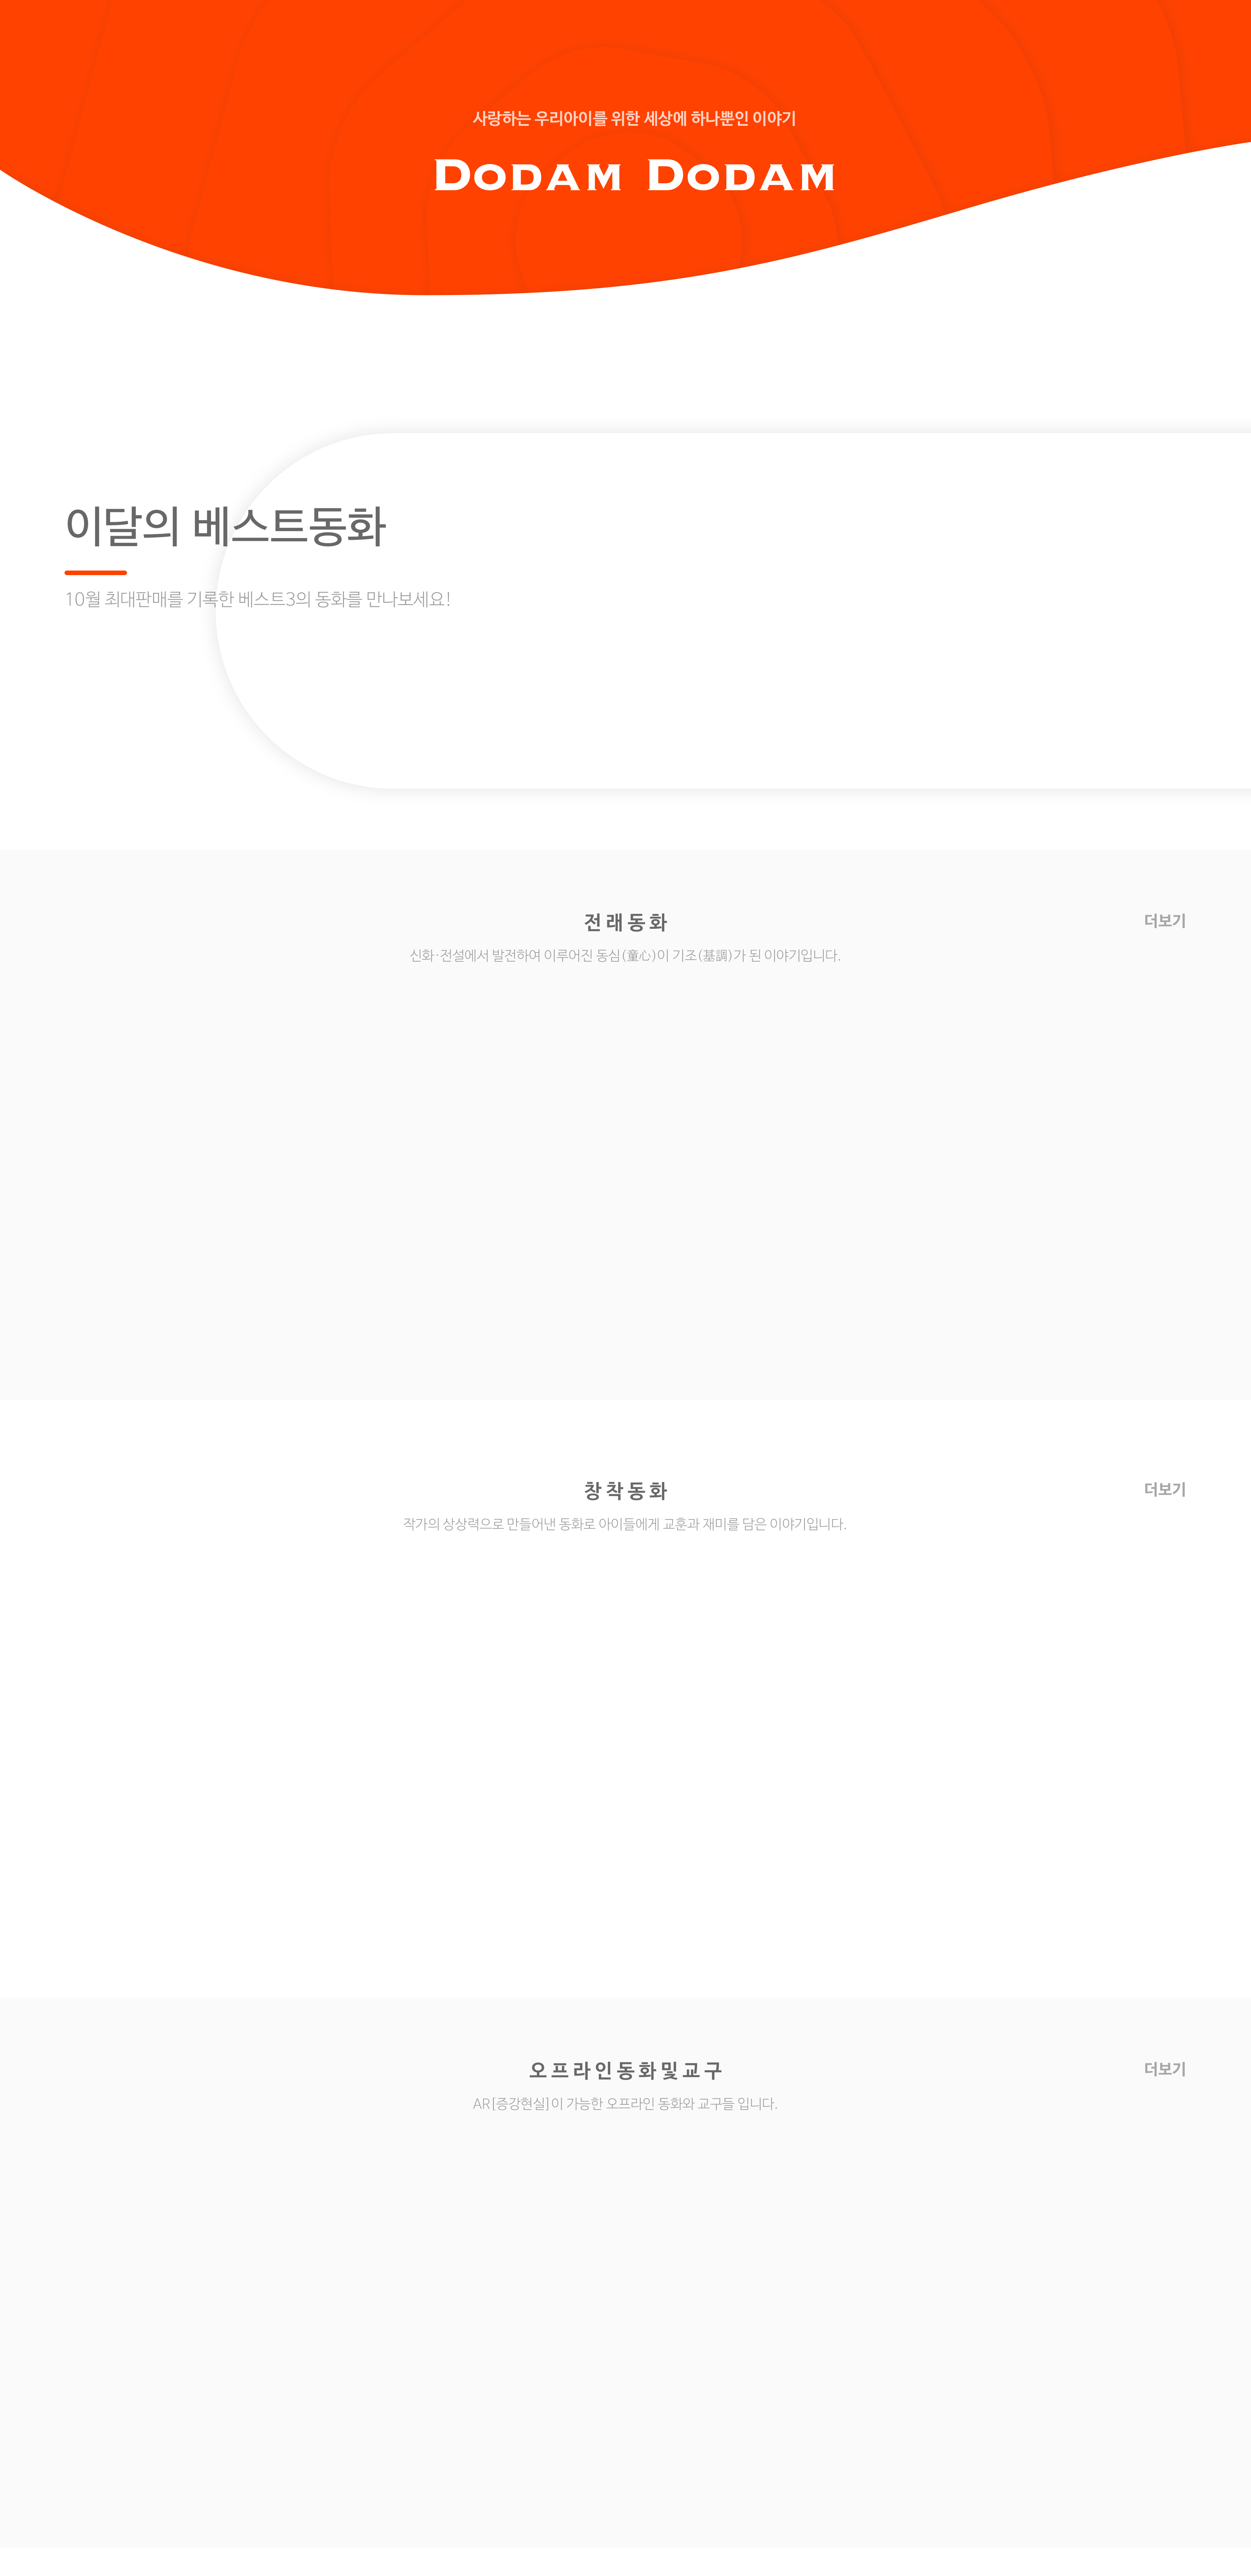 사랑하는 우리아이를 위한 세상에 하나뿐인 이야기
DODAM DODAM
이달의 베스트동화
10월 최대판매를 기록한 베스트3의 동화를 만나보세요!
전래동화
더보기
신화·전설에서 발전하여 이루어진 동심(童心)이 기조(基調)가 된 이야기입니다.
창착동화
더보기
작가의 상상력으로 만들어낸 동화로 아이들에게 교훈과 재미를 담은 이야기입니다.
오프라인동화및교구
더보기
AR[증강현실]이 가능한 오프라인 동화와 교구들 입니다.